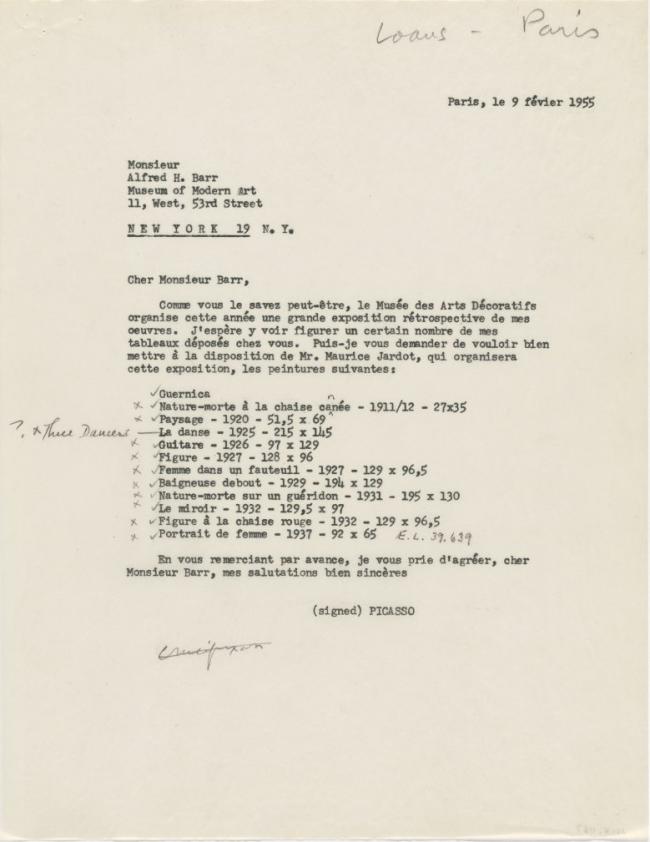 Loans - Paris
Paris, le 9 févier 1955
Monsieur
Alfred H. Barr
Museum of Modern Art
11, West, 53rd Street
NEW YORK 19 N. Y.
Cher Monsieur Barr,
Comme vous le savez peut-être, le Musée des Arts Décoratifs
organise cette année une grande exposition rétrospective de mes
oeuvres. J'espère y voir figurer un certain nombre de mes
tableaux déposés chez vous. Puis-je vous demander de vouloir bien
mettre à la disposition de Mr. Maurice Jardot, qui organisera
cette exposition, les peintures suivantes:
✓Guernica
x ✓Nature-morte à la chaise canée - 1911/12 - 27x35
x ✓Paysage - 1920 - 51,5 x 69
?. x Three Dancers — La danse - 1925 - 215 x 145
x ✓Guitare - 1926 - 97 x 129
x ✓Figure - 1927 - 128 x 96
x ✓Femme dans un fauteuil - 1927 - 129 x 96,5
x ✓Baigneuse debout - 1929 - 194 x 129
x ✓Nature-morte sur un guéridon - 1931 - 195 x 130
x ✓Le miroir - 1932 - 129,5 x 97
x ✓Figure à la chaise rouge - 1932 - 129 x 96,5
x ✓Portrait de femme - 1937 - 92 x 65 E.L. 39.639
En vous remerciant par avance, je vous prie d'agréer, cher
Monsieur Barr, mes salutations bien sincères
(signed) PICASSO
Crucifixion